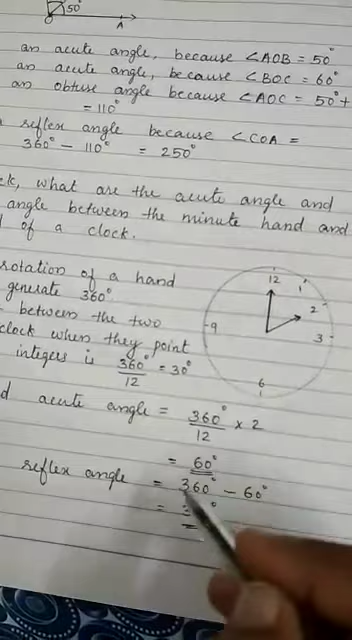 50°
O A
an acute angle, because ∠AOB = 50°
an acute angle, because ∠BOC = 60°
an obtuse angle because ∠AOC = 50° +
= 110°
reflex angle because ∠COA =
360° - 110° = 250°
what are the acute angle and
angle between the minute hand and
of a clock.
rotation of a hand
generate 360°.
between the two
clock when they point
integers is 360°/12 = 30°
12
1
2
3
6
9
acute angle = 360°/12 × 2
= 60°
reflex angle = 360° - 60°
=